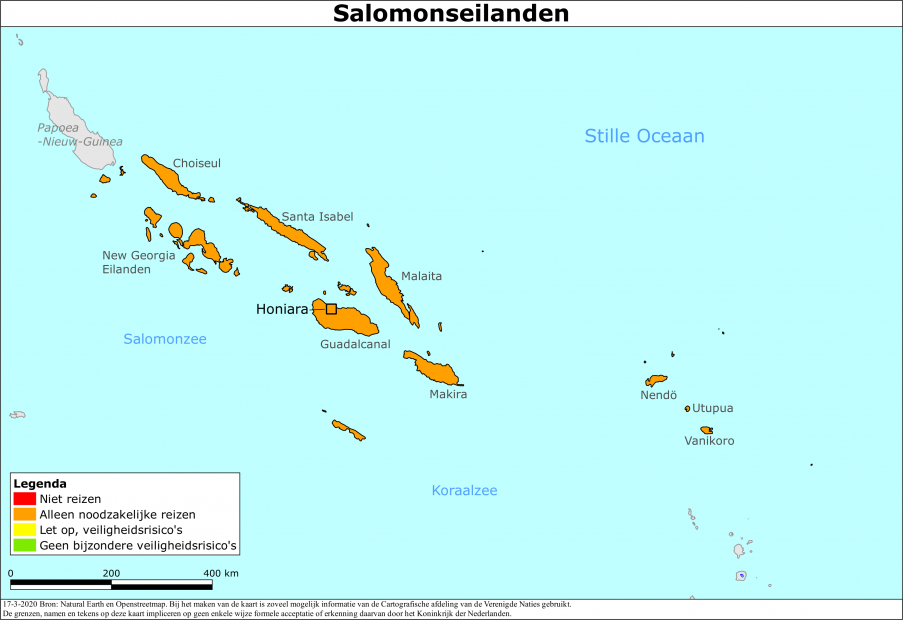 Salomonseilanden
Papoea
-Nieuw-Guinea
Stille Oceaan
Choiseul
Santa Isabel
New Georgia
Eilanden
Malaita
Honiara
Salomonzee
Guadalcanal
Makira
Nendö
Utupua
Vanikoro
Koraalzee
Legenda
Niet reizen
Alleen noodzakelijke reizen
Let op, veiligheidsrisico's
Geen bijzondere veiligheidsrisico's
0 200 400 km
17-3-2020 Bron: Natural Earth en Openstreetmap. Bij het maken van de kaart is zoveel mogelijk informatie van de Cartografische afdeling van de Verenigde Naties gebruikt.
De grenzen, namen en tekens op deze kaart impliceren op geen enkele wijze formele acceptatie of erkenning daarvan door het Koninkrijk der Nederlanden.